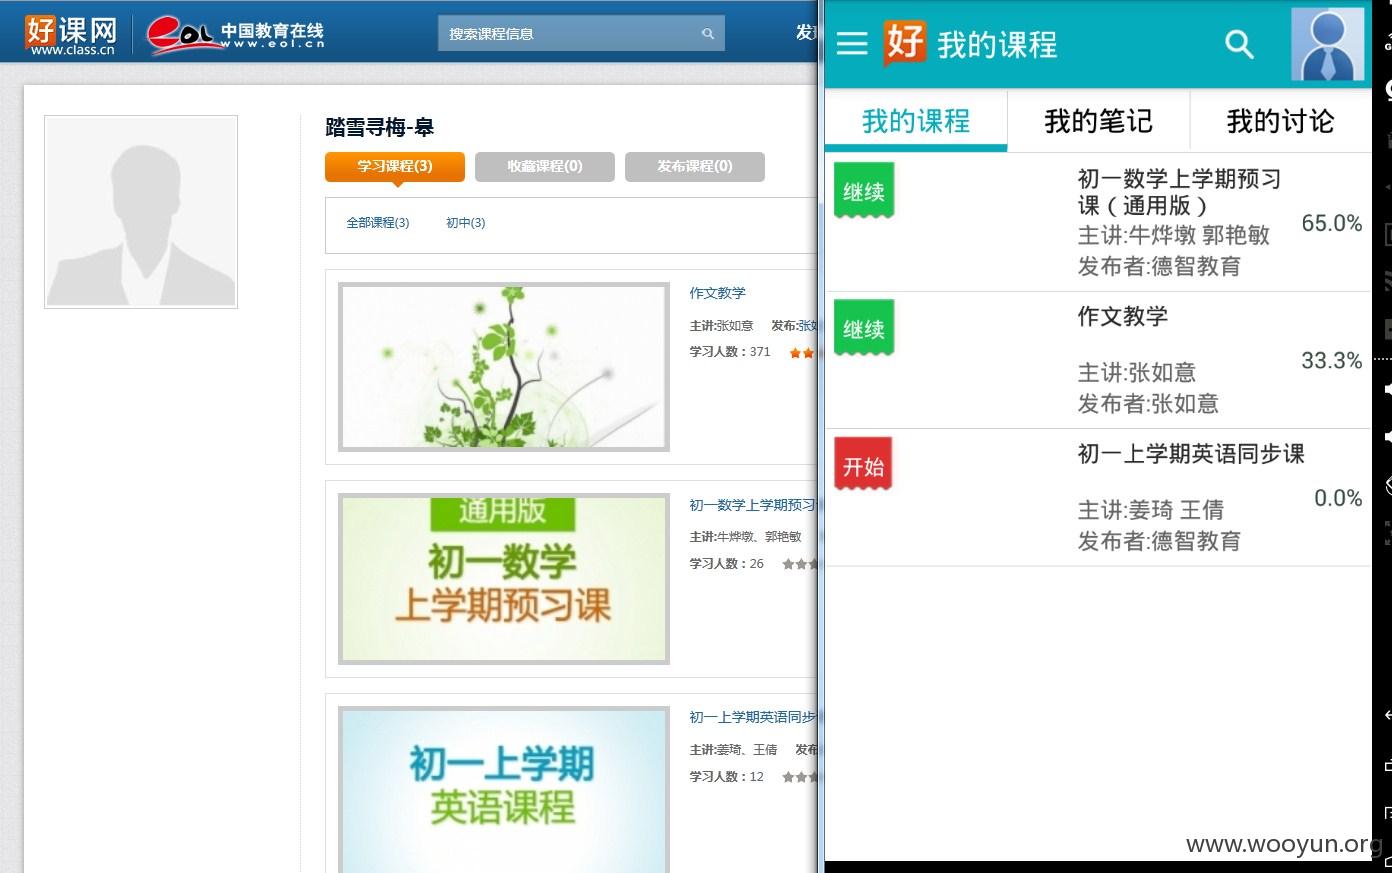 好课网
www.class.cn
eol 中国教育在线
www.eol.cn
搜索课程信息
踏雪寻梅-皋
学习课程(3)
收藏课程(0)
发布课程(0)
全部课程(3)
初中(3)
作文教学
主讲:张如意 发布:张如
学习人数：371
通用版
初一数学
上学期预习课
初一数学上学期预习
主讲:牛烨墩、郭艳敏
学习人数：26
初一上学期
英语课程
初一上学期英语同步
主讲:姜琦、王倩 发布
学习人数：12
好 我的课程
我的课程
我的笔记
我的讨论
继续
初一数学上学期预习
课（通用版）
主讲:牛烨墩 郭艳敏
发布者:德智教育
65.0%
继续
作文教学
主讲:张如意
发布者:张如意
33.3%
开始
初一上学期英语同步课
主讲:姜琦 王倩
发布者:德智教育
0.0%
www.wooyun.org